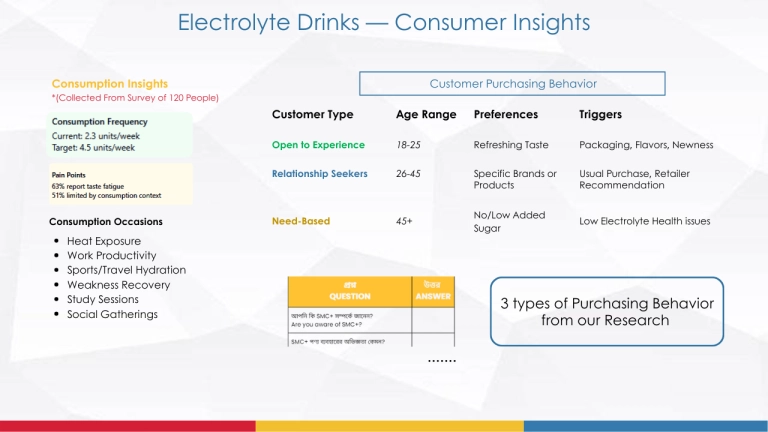 Electrolyte Drinks — Consumer Insights
Consumption Insights
*(Collected From Survey of 120 People)
Consumption Frequency
Current: 2.3 units/week
Target: 4.5 units/week
Pain Points
63% report taste fatigue
51% limited by consumption context
Consumption Occasions
• Heat Exposure
• Work Productivity
• Sports/Travel Hydration
• Weakness Recovery
• Study Sessions
• Social Gatherings
Customer Purchasing Behavior
Customer Type Age Range Preferences Triggers
Open to Experience 18-25 Refreshing Taste Packaging, Flavors, Newness
Relationship Seekers 26-45 Specific Brands or Products Usual Purchase, Retailer Recommendation
Need-Based 45+ No/Low Added Sugar Low Electrolyte Health issues
প্রশ্ন উত্তর
QUESTION ANSWER
আপনি কি SMC+ সম্পর্কে জানেন?
Are you aware of SMC+?
SMC+ পণ্য ব্যবহারের অভিজ্ঞতা কেমন?
.......
3 types of Purchasing Behavior
from our Research